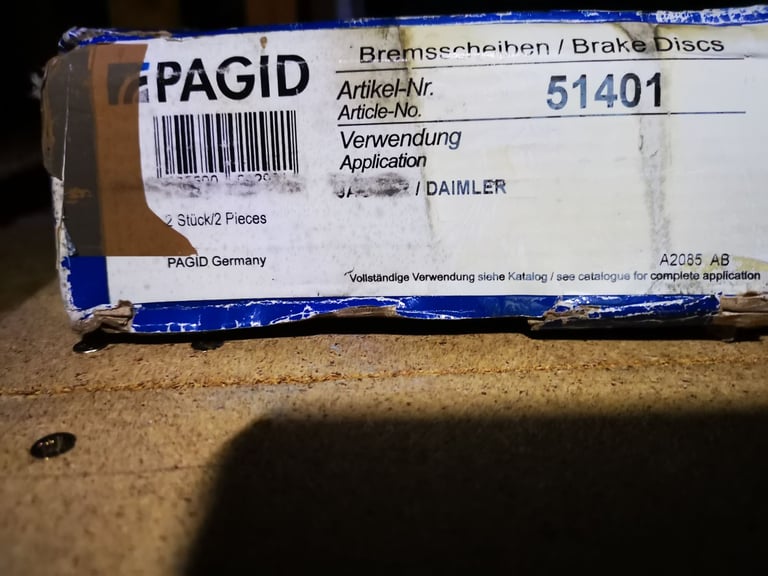 PAGID
Bremsscheiben / Brake Discs
Artikel-Nr.
Article-No.
51401
Verwendung
Application
/ DAIMLER
2 Stück/2 Pieces
PAGID Germany
A2085 AB
Vollständige Verwendung siehe Katalog / see catalogue for complete application